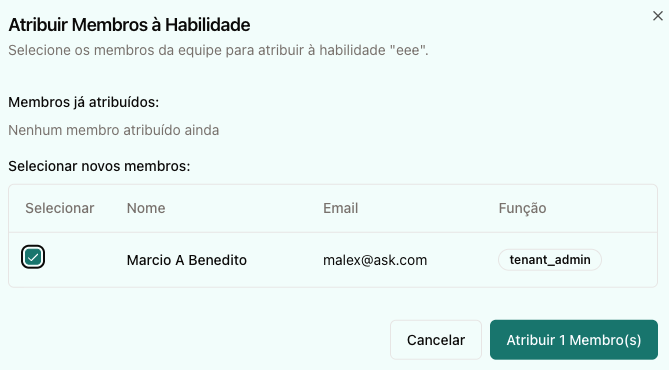 Atribuir Membros à Habilidade
Selecione os membros da equipe para atribuir à habilidade "eee".
Membros já atribuídos:
Nenhum membro atribuído ainda
Selecionar novos membros:
Selecionar Nome Email Função
Marcio A Benedito malex@ask.com tenant_admin
Cancelar Atribuir 1 Membro(s)